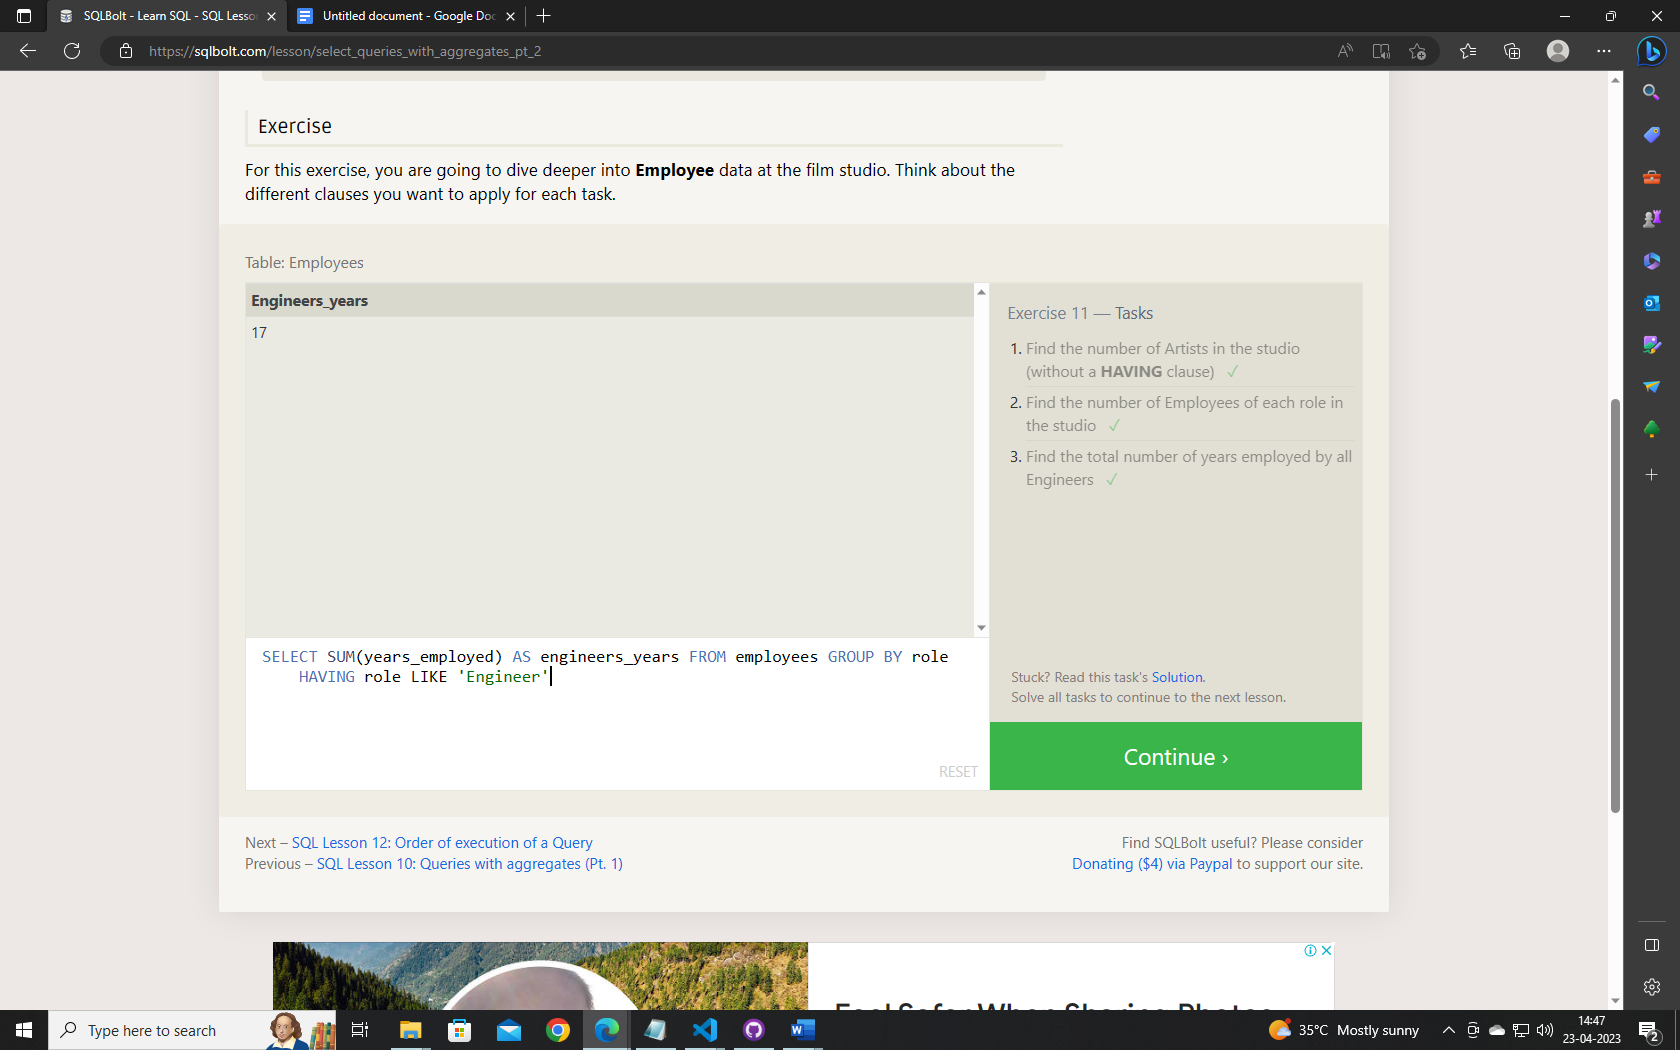 SQLBolt - Learn SQL - SQL Lesso
Untitled document - Google Doc
https://sqlbolt.com/lesson/select_queries_with_aggregates_pt_2
Exercise
For this exercise, you are going to dive deeper into Employee data at the film studio. Think about the
different clauses you want to apply for each task.
Table: Employees
Engineers_years
17
Exercise 11 — Tasks
1. Find the number of Artists in the studio
(without a HAVING clause) ✓
2. Find the number of Employees of each role in
the studio ✓
3. Find the total number of years employed by all
Engineers ✓
SELECT SUM(years_employed) AS engineers_years FROM employees GROUP BY role
HAVING role LIKE 'Engineer'
RESET
Stuck? Read this task's Solution.
Solve all tasks to continue to the next lesson.
Continue ›
Next – SQL Lesson 12: Order of execution of a Query
Previous – SQL Lesson 10: Queries with aggregates (Pt. 1)
Find SQLBolt useful? Please consider
Donating ($4) via Paypal to support our site.
Feel Safer When Sharing Photos
Type here to search
35°C Mostly sunny
14:47
23-04-2023
2